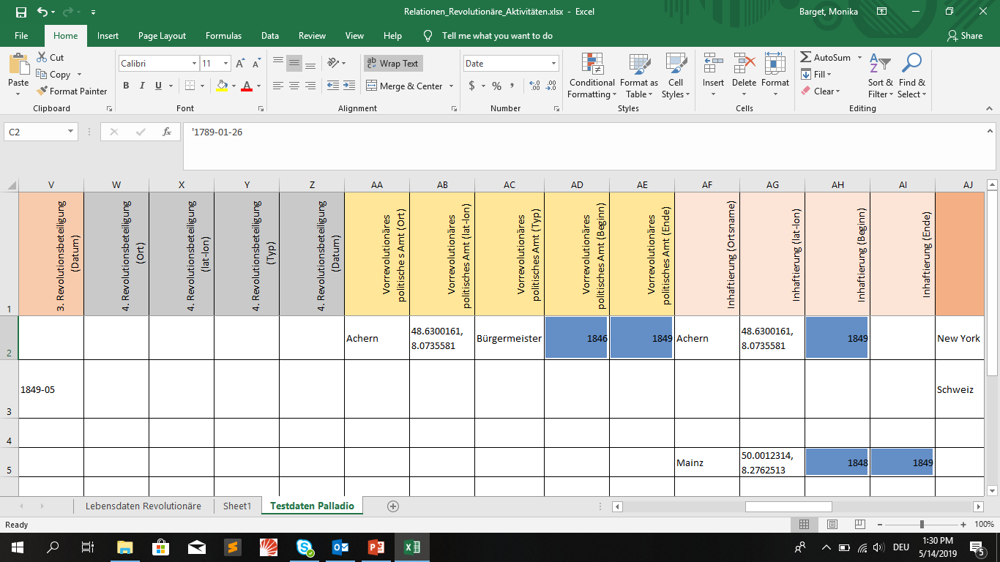 Relationen_Revolutionäre_Aktivitäten.xlsx - Excel
Barget, Monika
File Home Insert Page Layout Formulas Data Review View Help Tell me what you want to do Share
Paste
Cut
Copy
Format Painter
Clipboard
Calibri 11
B I U
Font
Wrap Text
Merge & Center
Alignment
Date
$ % ,
Number
Conditional Formatting
Format as Table
Cell Styles
Styles
Insert Delete Format
Cells
AutoSum
Fill
Clear
Sort & Filter
Find & Select
Editing
C2 fx '1789-01-26
V W X Y Z AA AB AC AD AE AF AG AH AI AJ
1
3. Revolutionsbeteiligung (Datum)
4. Revolutionsbeteiligung (Ort)
4. Revolutionsbeteiligung (lat-lon)
4. Revolutionsbeteiligung (Typ)
4. Revolutionsbeteiligung (Datum)
Vorrevolutionäres politisches Amt (Ort)
Vorrevolutionäres politisches Amt (lat-lon)
Vorrevolutionäres politisches Amt (Typ)
Vorrevolutionäres politisches Amt (Beginn)
Vorrevolutionäres politisches Amt (Ende)
Inhaftierung (Ortsname)
Inhaftierung (lat-lon)
Inhaftierung (Beginn)
Inhaftierung (Ende)
2 Achern 48.6300161, 8.0735581 Bürgermeister 1846 1849 Achern 48.6300161, 8.0735581 1849 New York
3 1849-05 Schweiz
4
5 Mainz 50.0012314, 8.2762513 1848 1849
Lebensdaten Revolutionäre Sheet1 Testdaten Palladio
Ready 100%
DEU
1:30 PM
5/14/2019
5